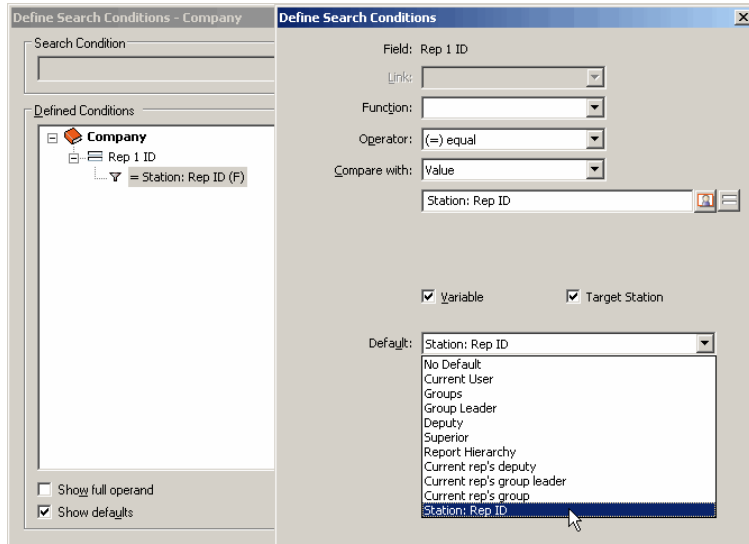 Define Search Conditions - Company
Search Condition
Defined Conditions
Company
Rep 1 ID
= Station: Rep ID (F)
Show full operand
Show defaults
Define Search Conditions
Field: Rep 1 ID
Link:
Function:
Operator: (=) equal
Compare with: Value
Station: Rep ID
Variable Target Station
Default: Station: Rep ID
No Default
Current User
Groups
Group Leader
Deputy
Superior
Report Hierarchy
Current rep's deputy
Current rep's group leader
Current rep's group
Station: Rep ID